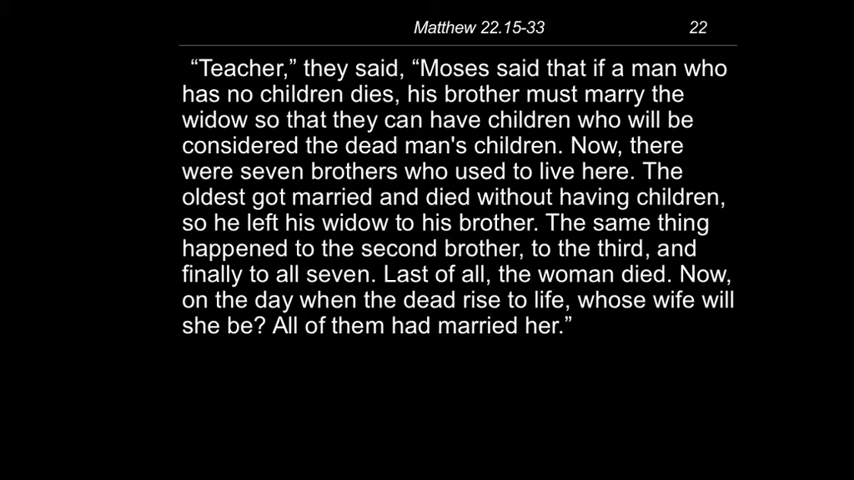 Matthew 22.15-33 22
“Teacher,” they said, “Moses said that if a man who
has no children dies, his brother must marry the
widow so that they can have children who will be
considered the dead man's children. Now, there
were seven brothers who used to live here. The
oldest got married and died without having children,
so he left his widow to his brother. The same thing
happened to the second brother, to the third, and
finally to all seven. Last of all, the woman died. Now,
on the day when the dead rise to life, whose wife will
she be? All of them had married her.”